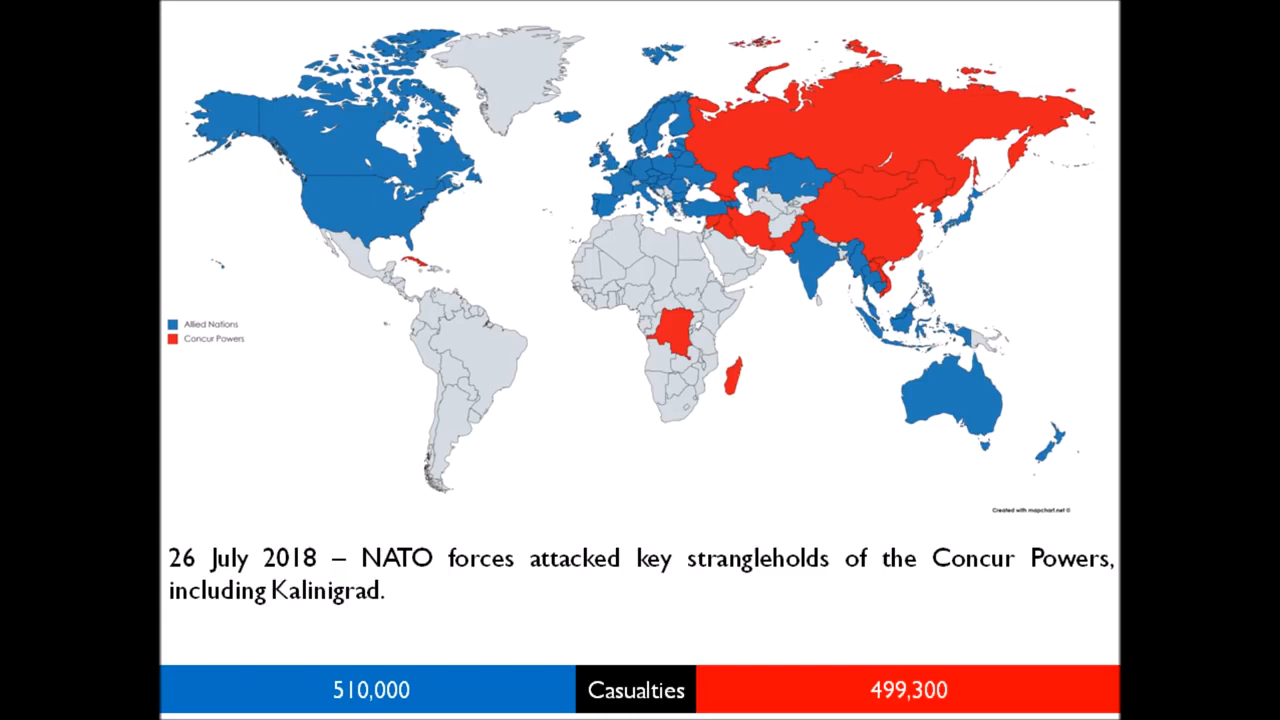 Allied Nations
Concur Powers
Created with mapchart.net ©
26 July 2018 – NATO forces attacked key strangleholds of the Concur Powers,
including Kalinigrad.
510,000 Casualties 499,300